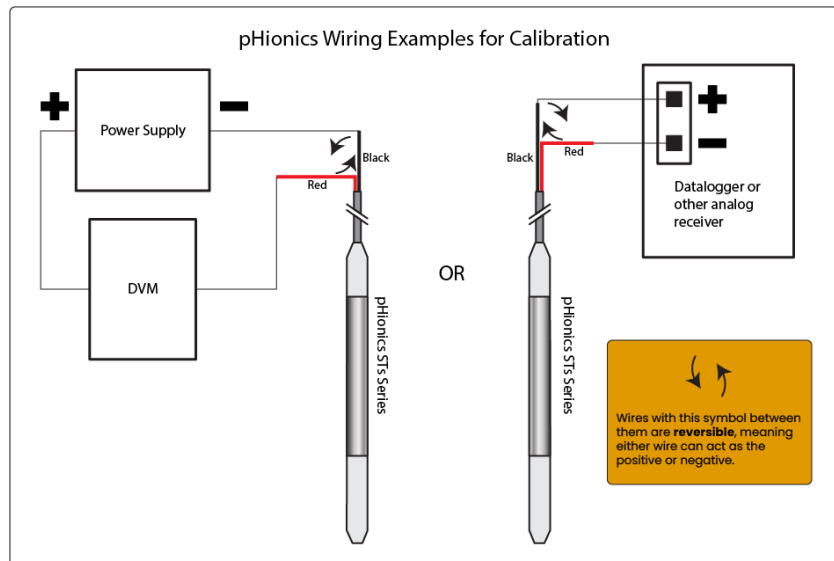 pHionics Wiring Examples for Calibration
+
Power Supply
−
Black
Red
DVM
pHionics STs Series
OR
+
−
Black
Red
Datalogger or
other analog
receiver
pHionics STs Series
Wires with this symbol between
them are reversible, meaning
either wire can act as the
positive or negative.